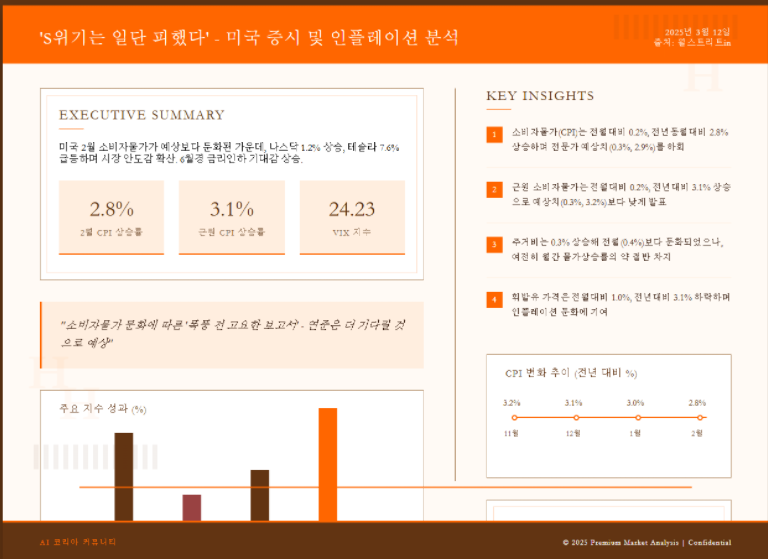 'S위기는 일단 피했다' - 미국 증시 및 인플레이션 분석
2025년 3월 12일
출처: 월스트리트in
EXECUTIVE SUMMARY
미국 2월 소비자물가가 예상보다 둔화된 가운데, 나스닥 1.2% 상승, 테슬라 7.6%
급등하며 시장 안도감 확산. 6월경 금리인하 기대감 상승.
2.8%
2월 CPI 상승률
3.1%
근원 CPI 상승률
24.23
VIX 지수
"소비자물가 둔화에 따른 '폭풍 전 고요한 보고서' - 연준은 더 기다릴 것
으로 예상"
주요 지수 성과 (%)
KEY INSIGHTS
1
소비자물가(CPI)는 전월대비 0.2%, 전년동월대비 2.8%
상승하며 전문가 예상치(0.3%, 2.9%)를 하회
2
근원 소비자물가는 전월대비 0.2%, 전년대비 3.1% 상승
으로 예상치(0.3%, 3.2%)보다 낮게 발표
3
주거비는 0.3% 상승해 전월(0.4%)보다 둔화되었으나,
여전히 월간 물가상승률의 약 절반 차지
4
휘발유 가격은 전월대비 1.0%, 전년대비 3.1% 하락하며
인플레이션 둔화에 기여
CPI 변화 추이 (전년 대비 %)
3.2%
3.1%
3.0%
2.8%
11월
12월
1월
2월
AI 코리아 커뮤니티
© 2025 Premium Market Analysis | Confidential